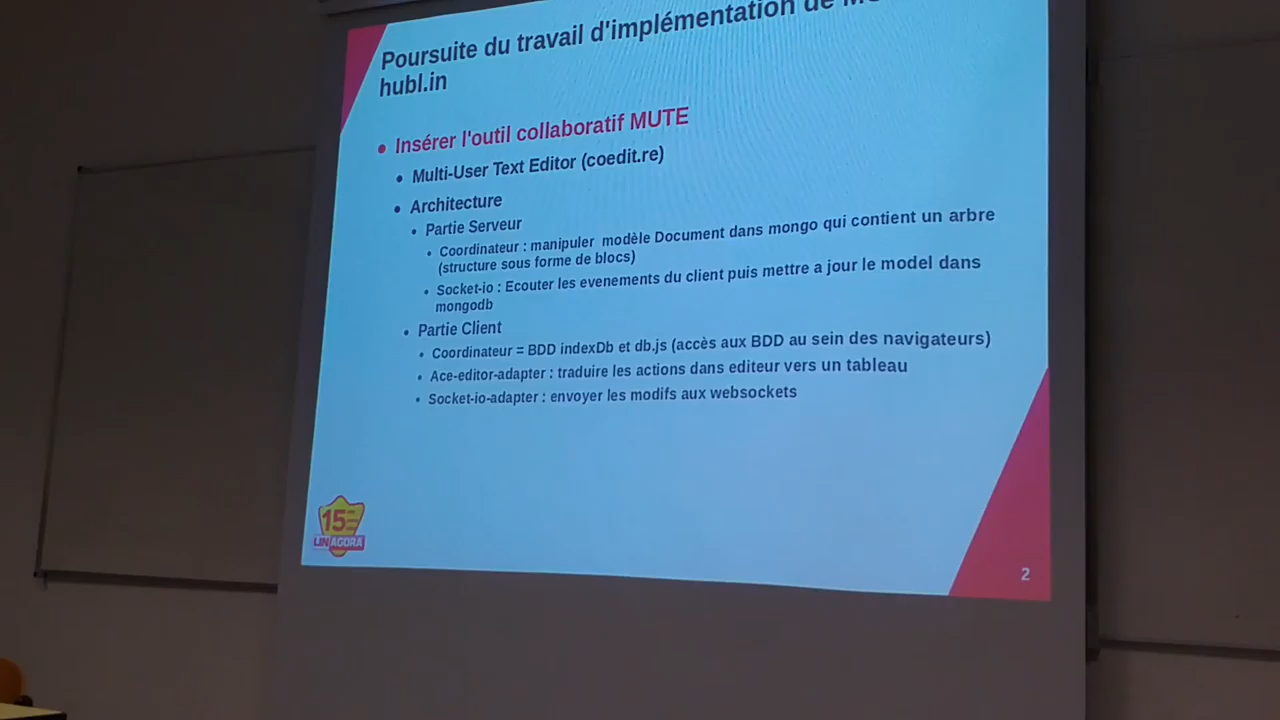 Poursuite du travail d'implémentation de
hubl.in
• Insérer l'outil collaboratif MUTE
• Multi-User Text Editor (coedit.re)
• Architecture
• Partie Serveur
• Coordinateur : manipuler modèle Document dans mongo qui contient un arbre
(structure sous forme de blocs)
• Socket-io : Ecouter les evenements du client puis mettre a jour le model dans
mongodb
• Partie Client
• Coordinateur = BDD indexDb et db.js (accès aux BDD au sein des navigateurs)
• Ace-editor-adapter : traduire les actions dans editeur vers un tableau
• Socket-io-adapter : envoyer les modifs aux websockets
15
LINAGORA
2